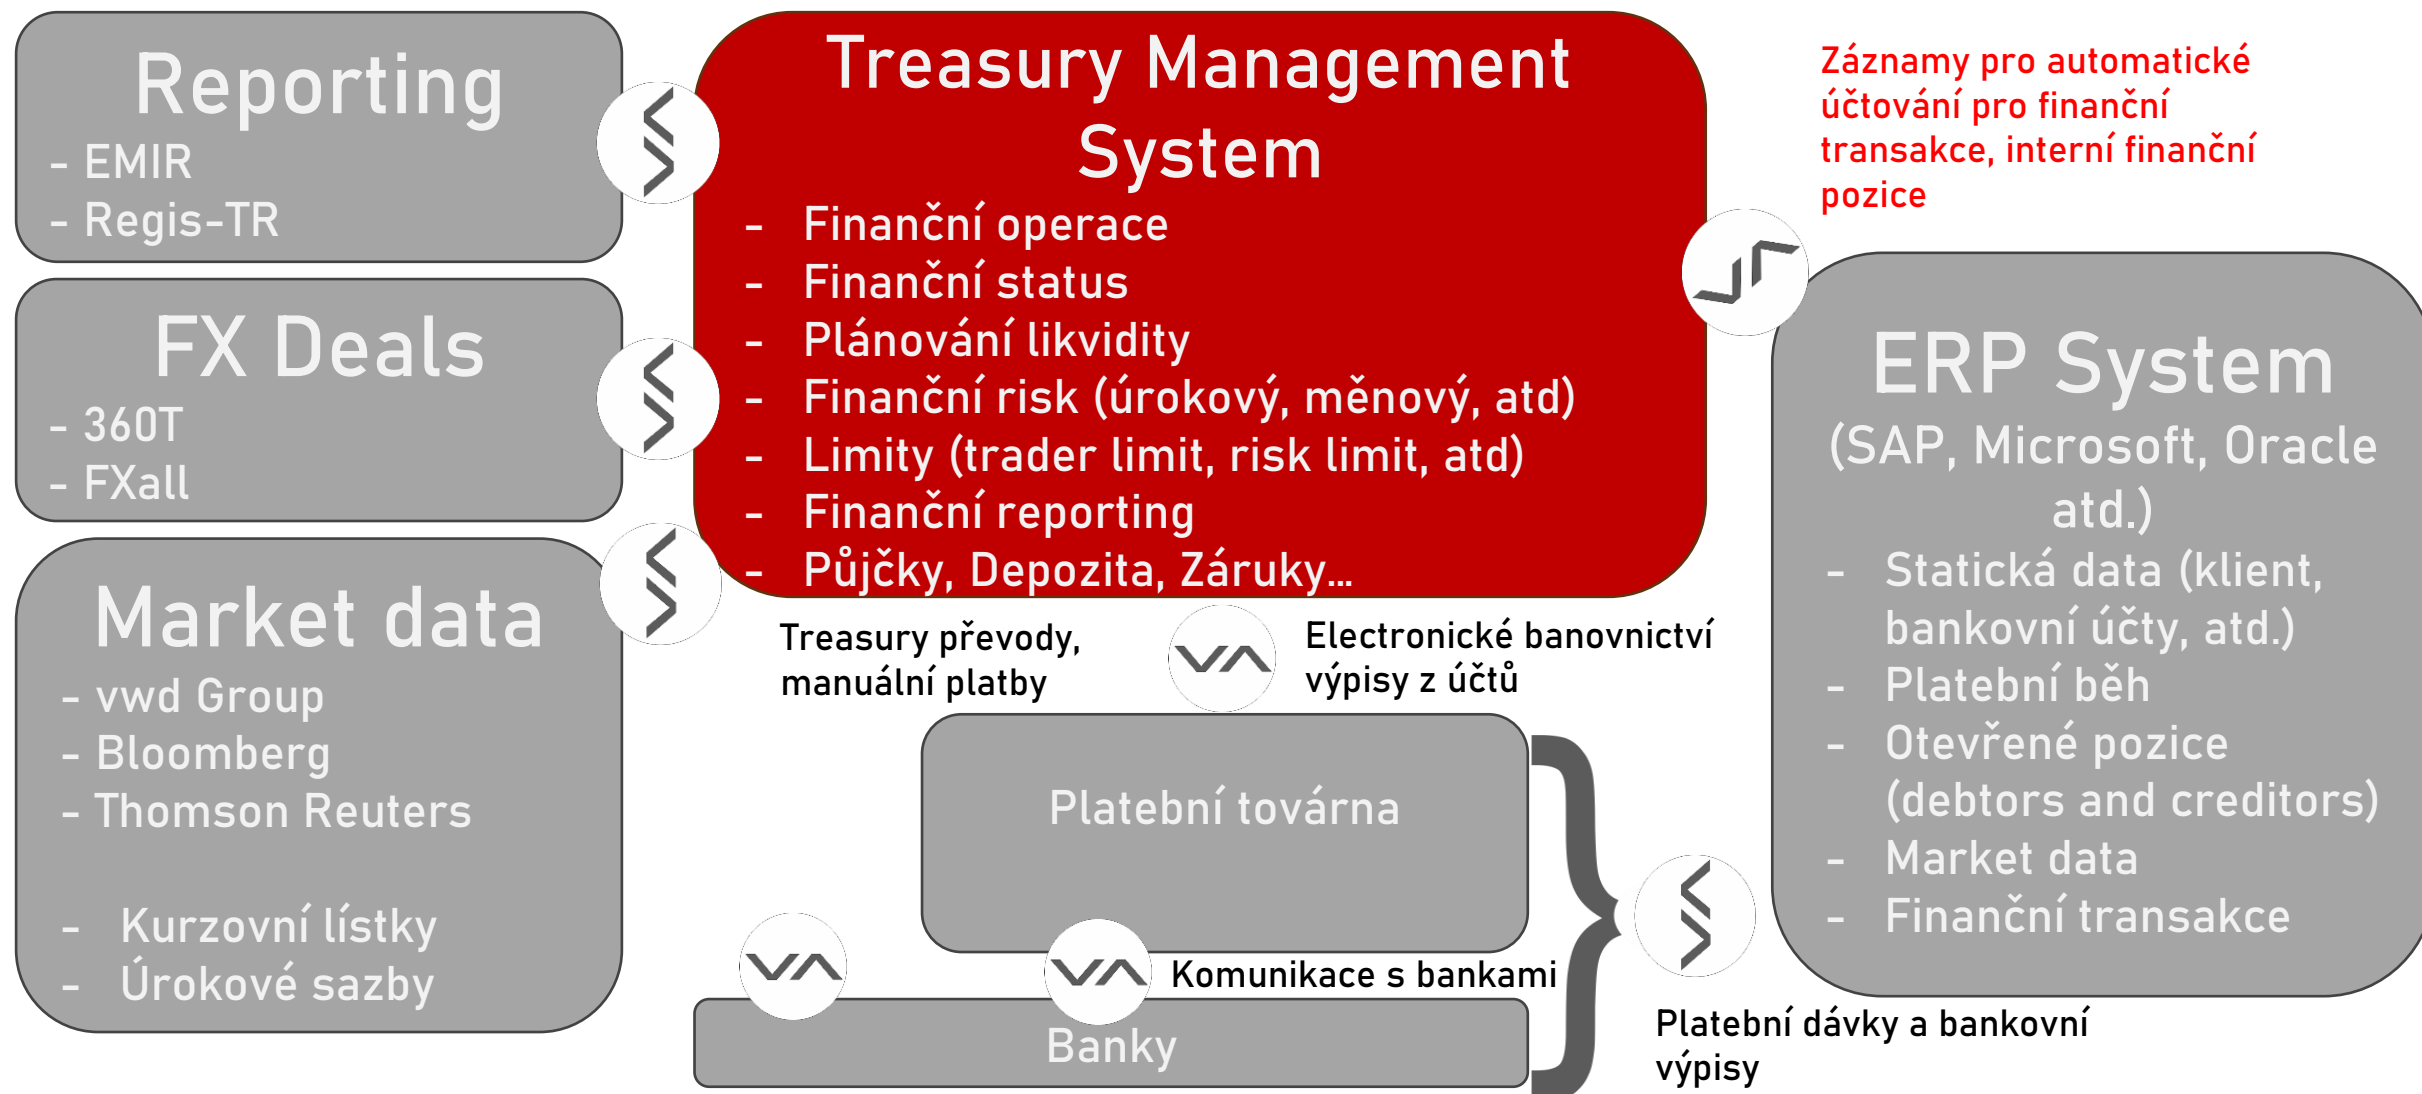 Reporting
- EMIR
- Regis-TR
FX Deals
- 360T
- FXall
Market data
- vwd Group
- Bloomberg
- Thomson Reuters
- Kurzovní lístky
- Úrokové sazby
Treasury Management
System
- Finanční operace
- Finanční status
- Plánování likvidity
- Finanční risk (úrokový, měnový, atd)
- Limity (trader limit, risk limit, atd)
- Finanční reporting
- Půjčky, Depozita, Záruky...
Treasury převody,
manuální platby
Electronické banovnictví
výpisy z účtů
Platební továrna
Komunikace s bankami
Banky
Záznamy pro automatické
účtování pro finanční
transakce, interní finanční
pozice
ERP System
(SAP, Microsoft, Oracle
atd.)
- Statická data (klient,
bankovní účty, atd.)
- Platební běh
- Otevřené pozice
(debtors and creditors)
- Market data
- Finanční transakce
Platební dávky a bankovní
výpisy